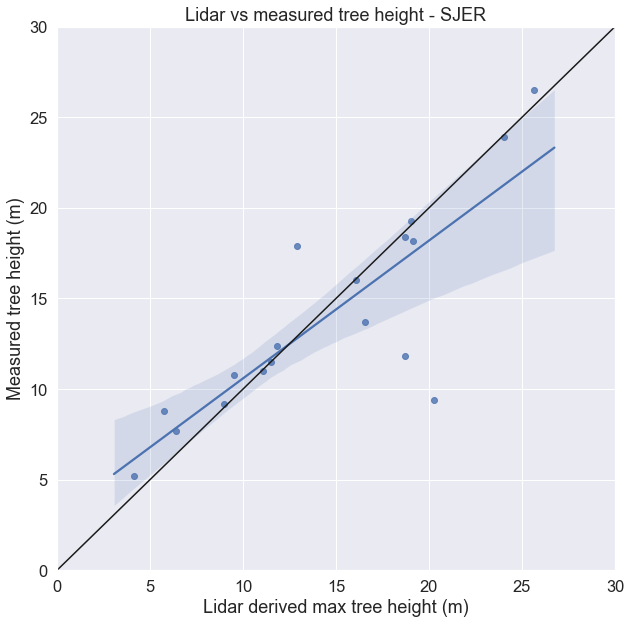 Lidar vs measured tree height - SJER
30
25
20
15
10
5
0
Measured tree height (m)
0 5 10 15 20 25 30
Lidar derived max tree height (m)